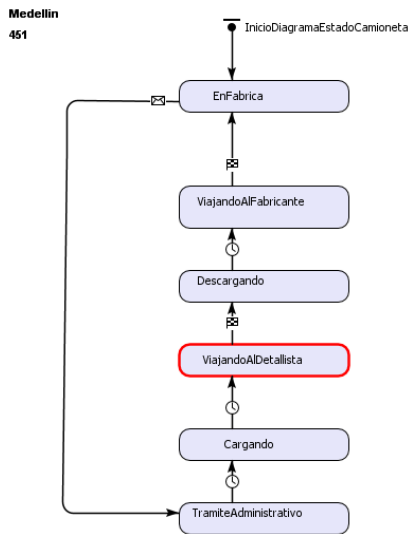 Medellin
451
InicioDiagramaEstadoCamioneta
EnFabrica
ViajandoAlFabricante
Descargando
ViajandoAlDetallista
Cargando
TramiteAdministrativo